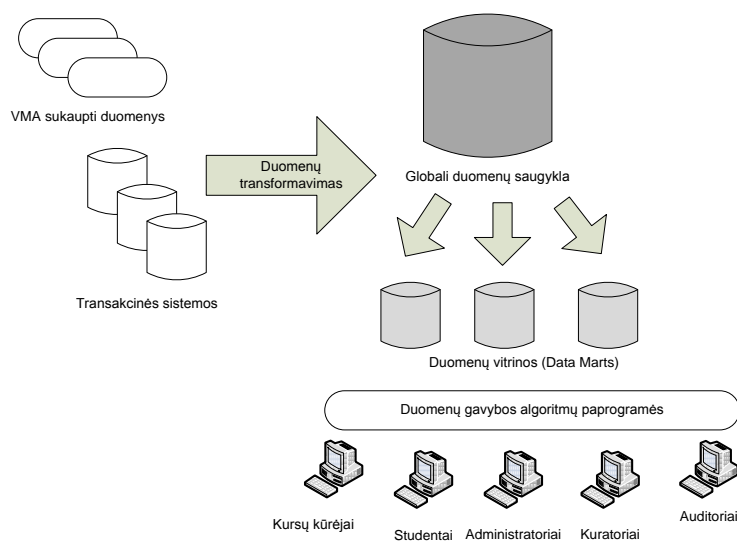 VMA sukaupti duomenys
Duomenų
transformavimas
Globali duomenų saugykla
Transakcinės sistemos
Duomenų vitrinos (Data Marts)
Duomenų gavybos algoritmų paprogramės
Kursų kūrėjai
Studentai
Administratoriai
Kuratoriai
Auditoriai